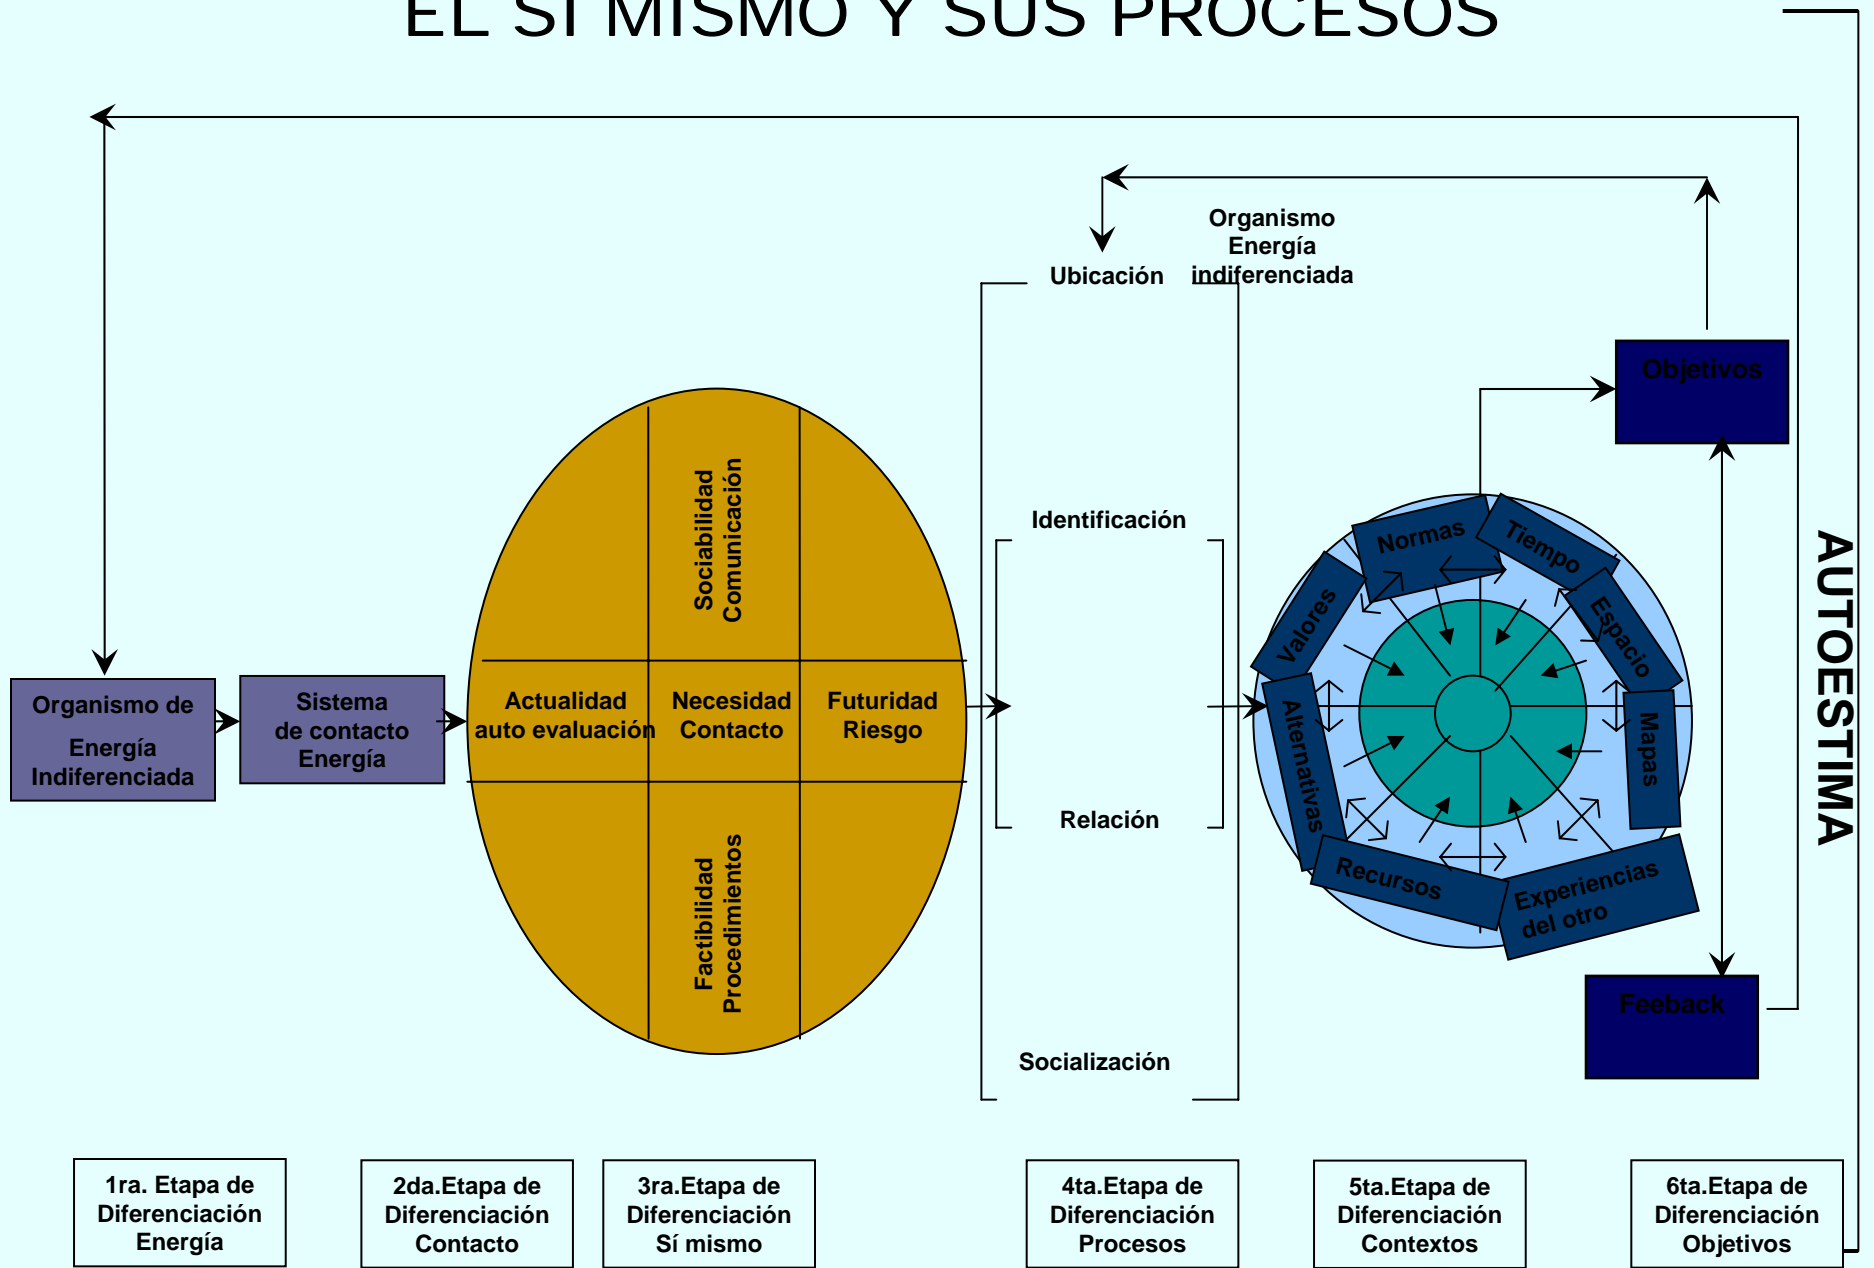 EL SI MISMO Y SUS PROCESOS
Organismo
Energía
indiferenciada
Ubicación
Objetivos
Sociabilidad
Comunicación
Identificación
Normas
Tiempo
Valores
Espacio
AUTOESTIMA
Organismo de
Energía
Indiferenciada
Sistema
de contacto
Energía
Actualidad
auto evaluación
Necesidad
Contacto
Futuridad
Riesgo
Alternativas
Mapas
Relación
Factibilidad
Procedimientos
Recursos
Experiencias
del otro
Feeback
Socialización
1ra. Etapa de
Diferenciación
Energía
2da.Etapa de
Diferenciación
Contacto
3ra.Etapa de
Diferenciación
Sí mismo
4ta.Etapa de
Diferenciación
Procesos
5ta.Etapa de
Diferenciación
Contextos
6ta.Etapa de
Diferenciación
Objetivos